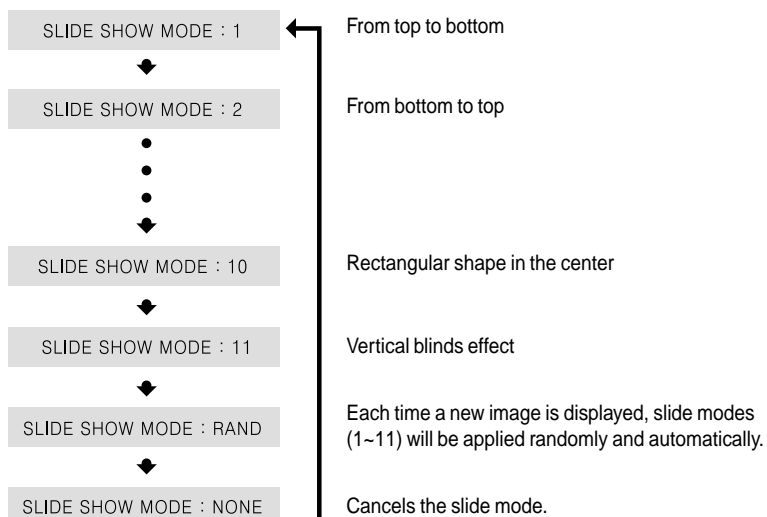 SLIDE SHOW MODE : 1
From top to bottom
SLIDE SHOW MODE : 2
From bottom to top
SLIDE SHOW MODE : 10
Rectangular shape in the center
SLIDE SHOW MODE : 11
Vertical blinds effect
SLIDE SHOW MODE : RAND
Each time a new image is displayed, slide modes
(1~11) will be applied randomly and automatically.
SLIDE SHOW MODE : NONE
Cancels the slide mode.